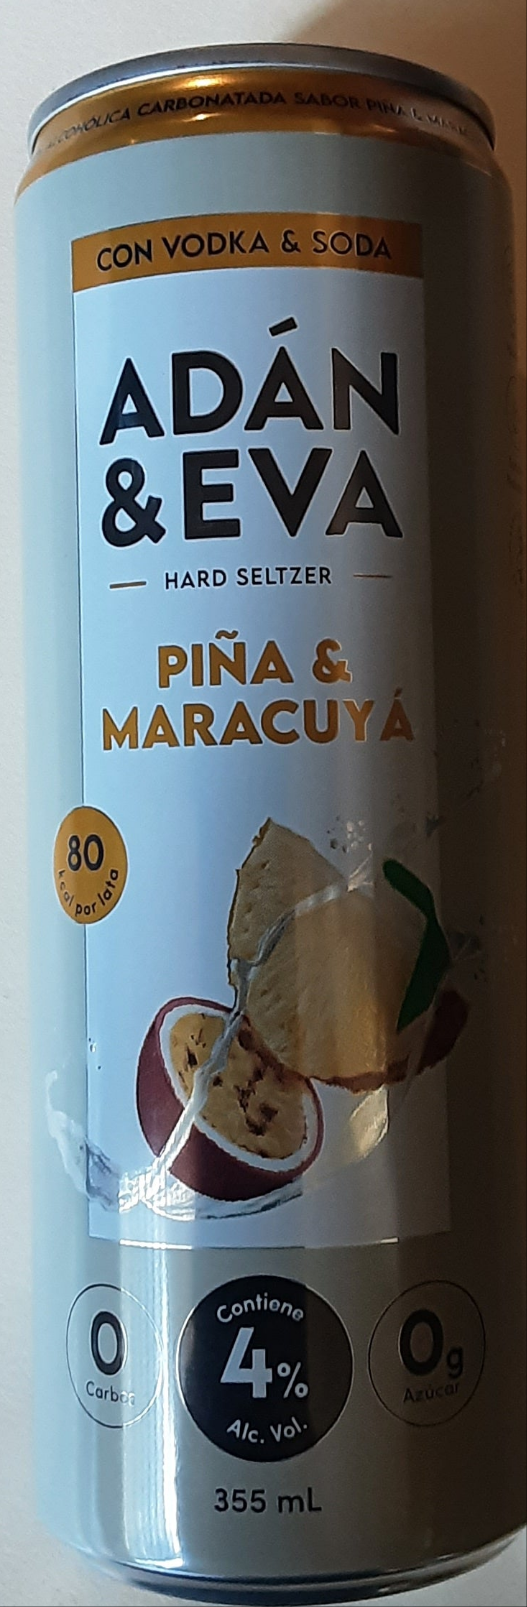 ALCOHÓLICA CARBONATADA SABOR PIÑA &
CON VODKA & SODA
ADÁN
& EVA
HARD SELTZER
PIÑA &
MARACUYÁ
80
kcal por lata
0
Contiene
4%
Alc. Vol.
0g
Azúcar
355 mL